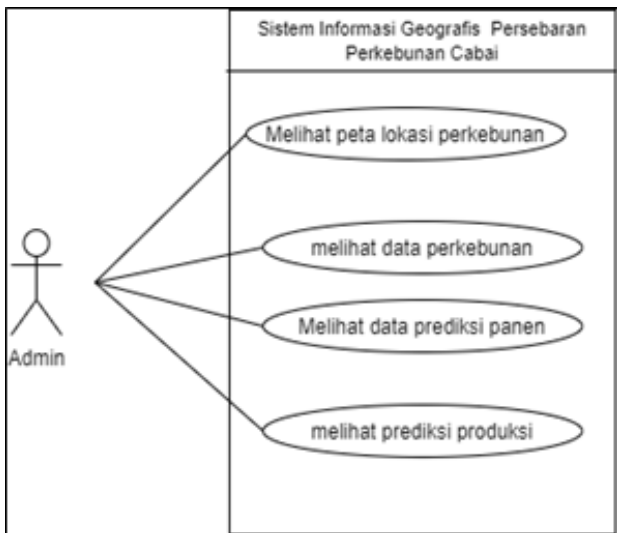 Sistem Informasi Geografis Persebaran
Perkebunan Cabai
Melihat peta lokasi perkebunan
melihat data perkebunan
Melihat data prediksi panen
Admin
melihat prediksi produksi